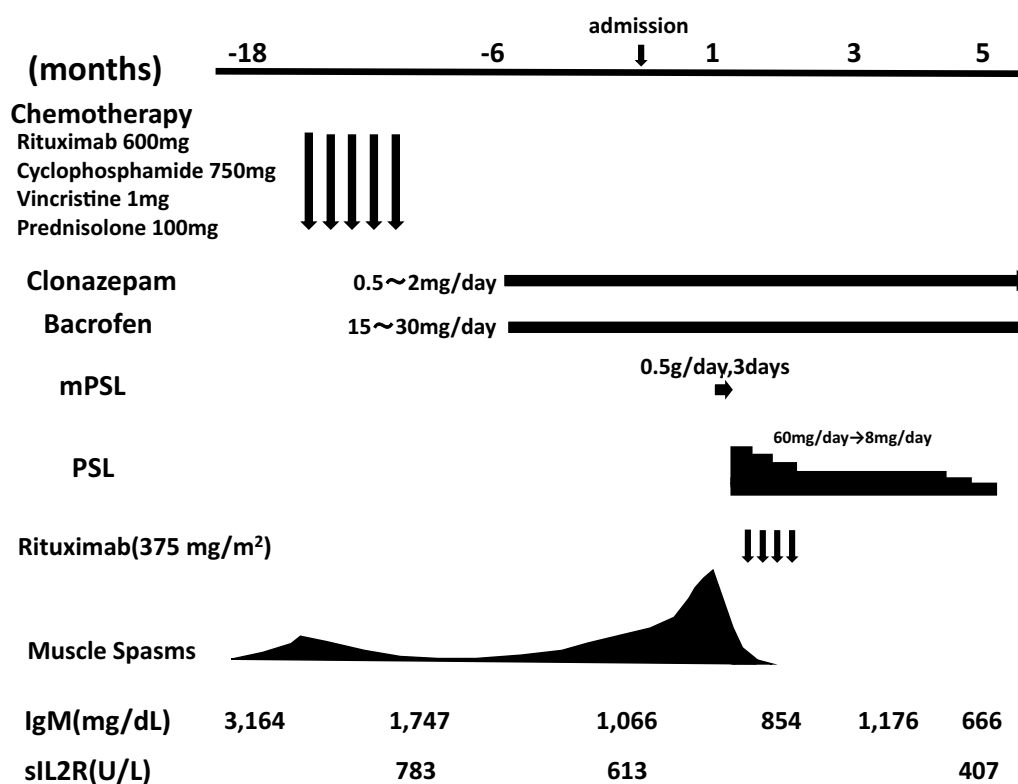 admission
(months) -18 -6 1 3 5
Chemotherapy
Rituximab 600mg
Cyclophosphamide 750mg
Vincristine 1mg
Prednisolone 100mg
Clonazepam 0.5～2mg/day
Bacrofen 15～30mg/day
0.5g/day,3days
mPSL
60mg/day→8mg/day
PSL
Rituximab(375 mg/m²)
Muscle Spasms
IgM(mg/dL) 3,164 1,747 1,066 854 1,176 666
sIL2R(U/L) 783 613 407